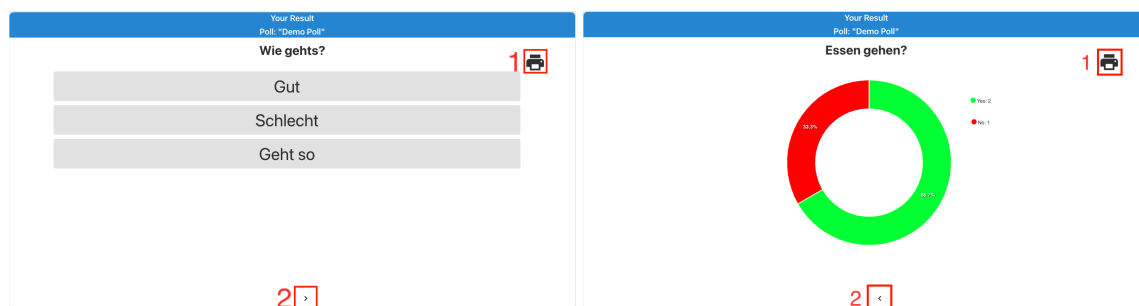 Your Result
Poll: "Demo Poll"
Wie gehts?
1
Gut
Schlecht
Geht so
2 >
Your Result
Poll: "Demo Poll"
Essen gehen?
1
Yes: 2
No: 1
33.3%
66.7%
2 <